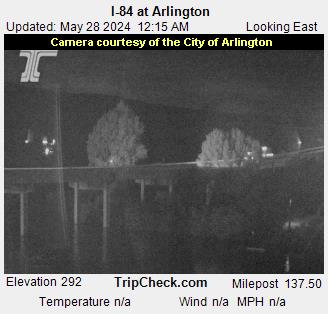 I-84 at Arlington
Updated: May 28 2024 12:15 AM Looking East
Camera courtesy of the City of Arlington
Elevation 292 TripCheck.com Milepost 137.50
Temperature n/a Wind n/a MPH n/a